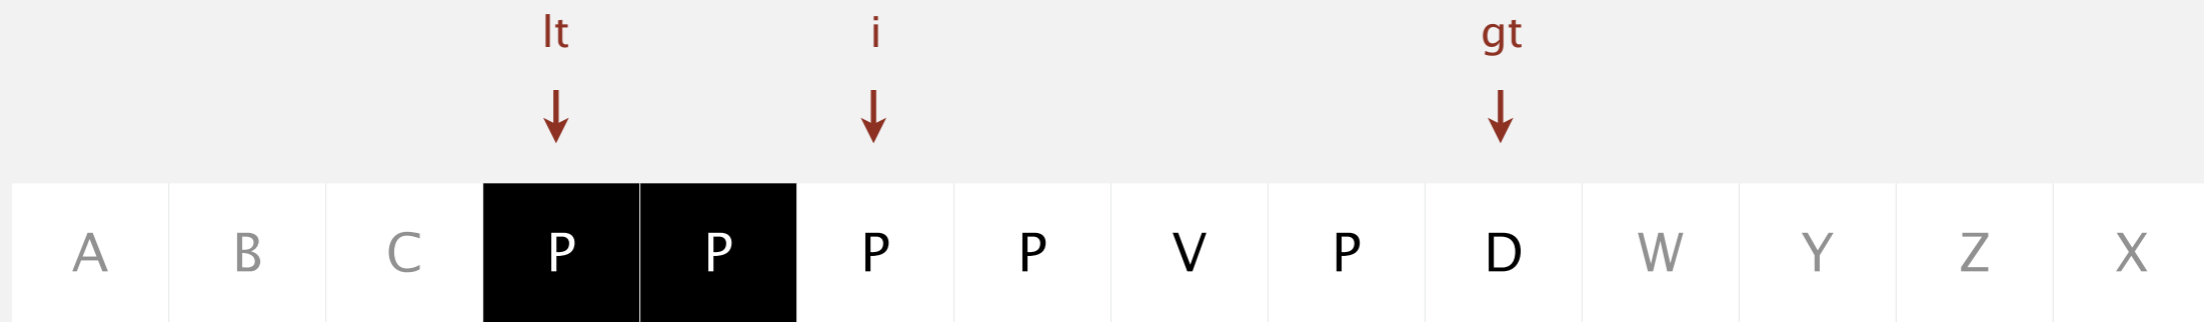 lt i gt
A B C P P P P V P D W Y Z X